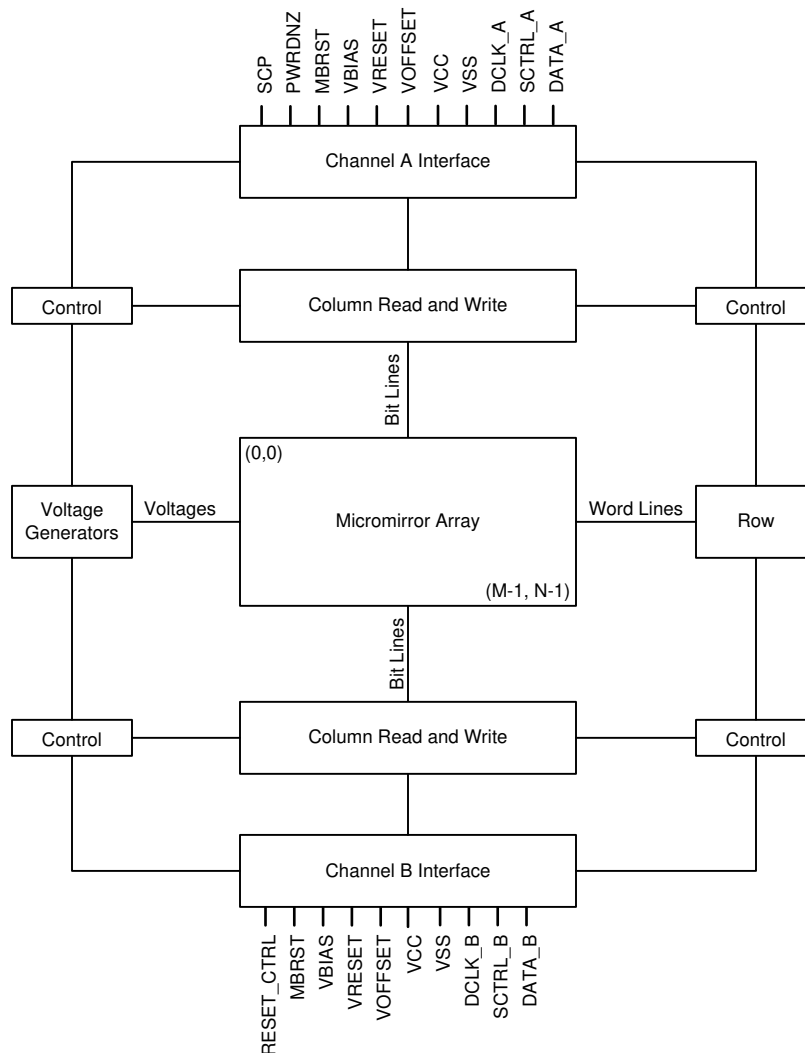 SCP
PWRDNZ
MBRST
VBIAS
VRESET
VOFFSET
VCC
VSS
DCLK_A
SCTRL_A
DATA_A
Channel A Interface
Control
Column Read and Write
Control
Bit Lines
(0,0)
Voltage
Generators
Voltages
Micromirror Array
Word Lines
Row
(M-1, N-1)
Bit Lines
Control
Column Read and Write
Control
Channel B Interface
RESET_CTRL
MBRST
VBIAS
VRESET
VOFFSET
VCC
VSS
DCLK_B
SCTRL_B
DATA_B